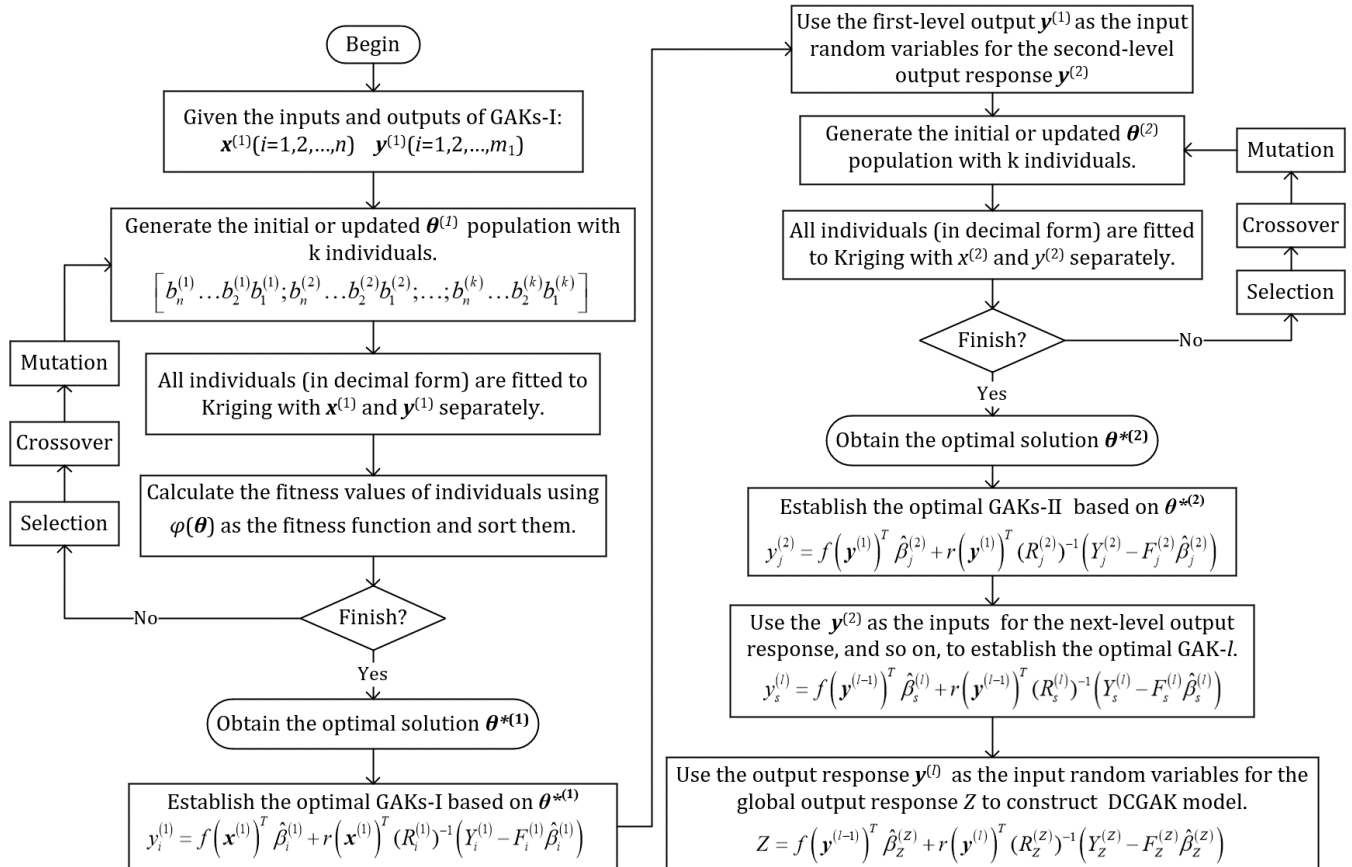 Begin
Given the inputs and outputs of GAKs-I:
x^(1)(i=1,2,...,n) y^(1)(i=1,2,...,m₁)
Generate the initial or updated θ^(1) population with
k individuals.
[b_n^(1)…b_2^(1)b_1^(1);b_n^(2)…b_2^(2)b_1^(2);…;b_n^(k)…b_2^(k)b_1^(k)]
Mutation
Crossover
Selection
All individuals (in decimal form) are fitted to
Kriging with x^(1) and y^(1) separately.
Calculate the fitness values of individuals using
φ(θ) as the fitness function and sort them.
No
Finish?
Yes
Obtain the optimal solution θ*^(1)
Establish the optimal GAKs-I based on θ*^(1)
y_i^(1) = f(x^(1))^T β̂_i^(1) + r(x^(1))^T (R_i^(1))^−1 (Y_i^(1) − F_i^(1) β̂_i^(1))
Use the first-level output y^(1) as the input
random variables for the second-level
output response y^(2)
Generate the initial or updated θ^(2)
population with k individuals.
Mutation
Crossover
Selection
All individuals (in decimal form) are fitted
to Kriging with x^(2) and y^(2) separately.
Finish?
No
Yes
Obtain the optimal solution θ*^(2)
Establish the optimal GAKs-II based on θ*^(2)
y_j^(2) = f(y^(1))^T β̂_j^(2) + r(y^(1))^T (R_j^(2))^−1 (Y_j^(2) − F_j^(2) β̂_j^(2))
Use the y^(2) as the inputs for the next-level output
response, and so on, to establish the optimal GAK-l.
y_s^(l) = f(y^(l−1))^T β̂_s^(l) + r(y^(l−1))^T (R_s^(l))^−1 (Y_s^(l) − F_s^(l) β̂_s^(l))
Use the output response y^(l) as the input random variables for the
global output response Z to construct DCGAK model.
Z = f(y^(l−1))^T β̂_Z^(Z) + r(y^(l))^T (R_Z^(Z))^−1 (Y_Z^(Z) − F_Z^(Z) β̂_Z^(Z))